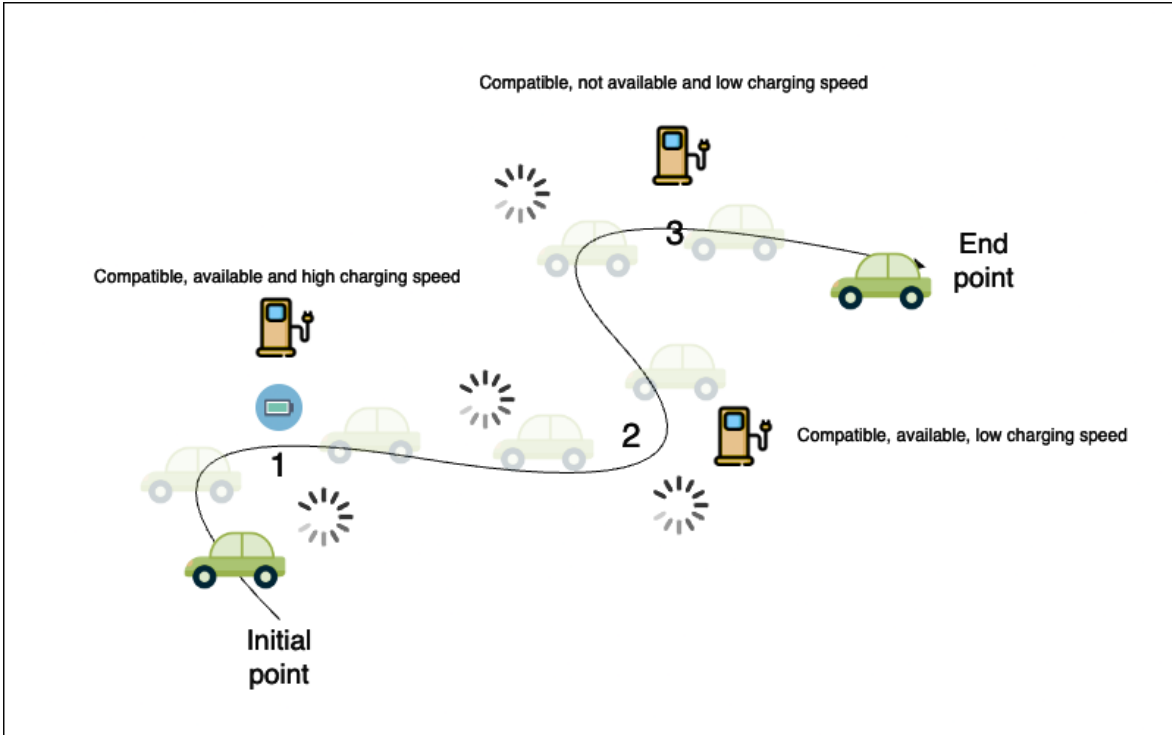 Compatible, not available and low charging speed
3
End
point
Compatible, available and high charging speed
2
Compatible, available, low charging speed
1
Initial
point